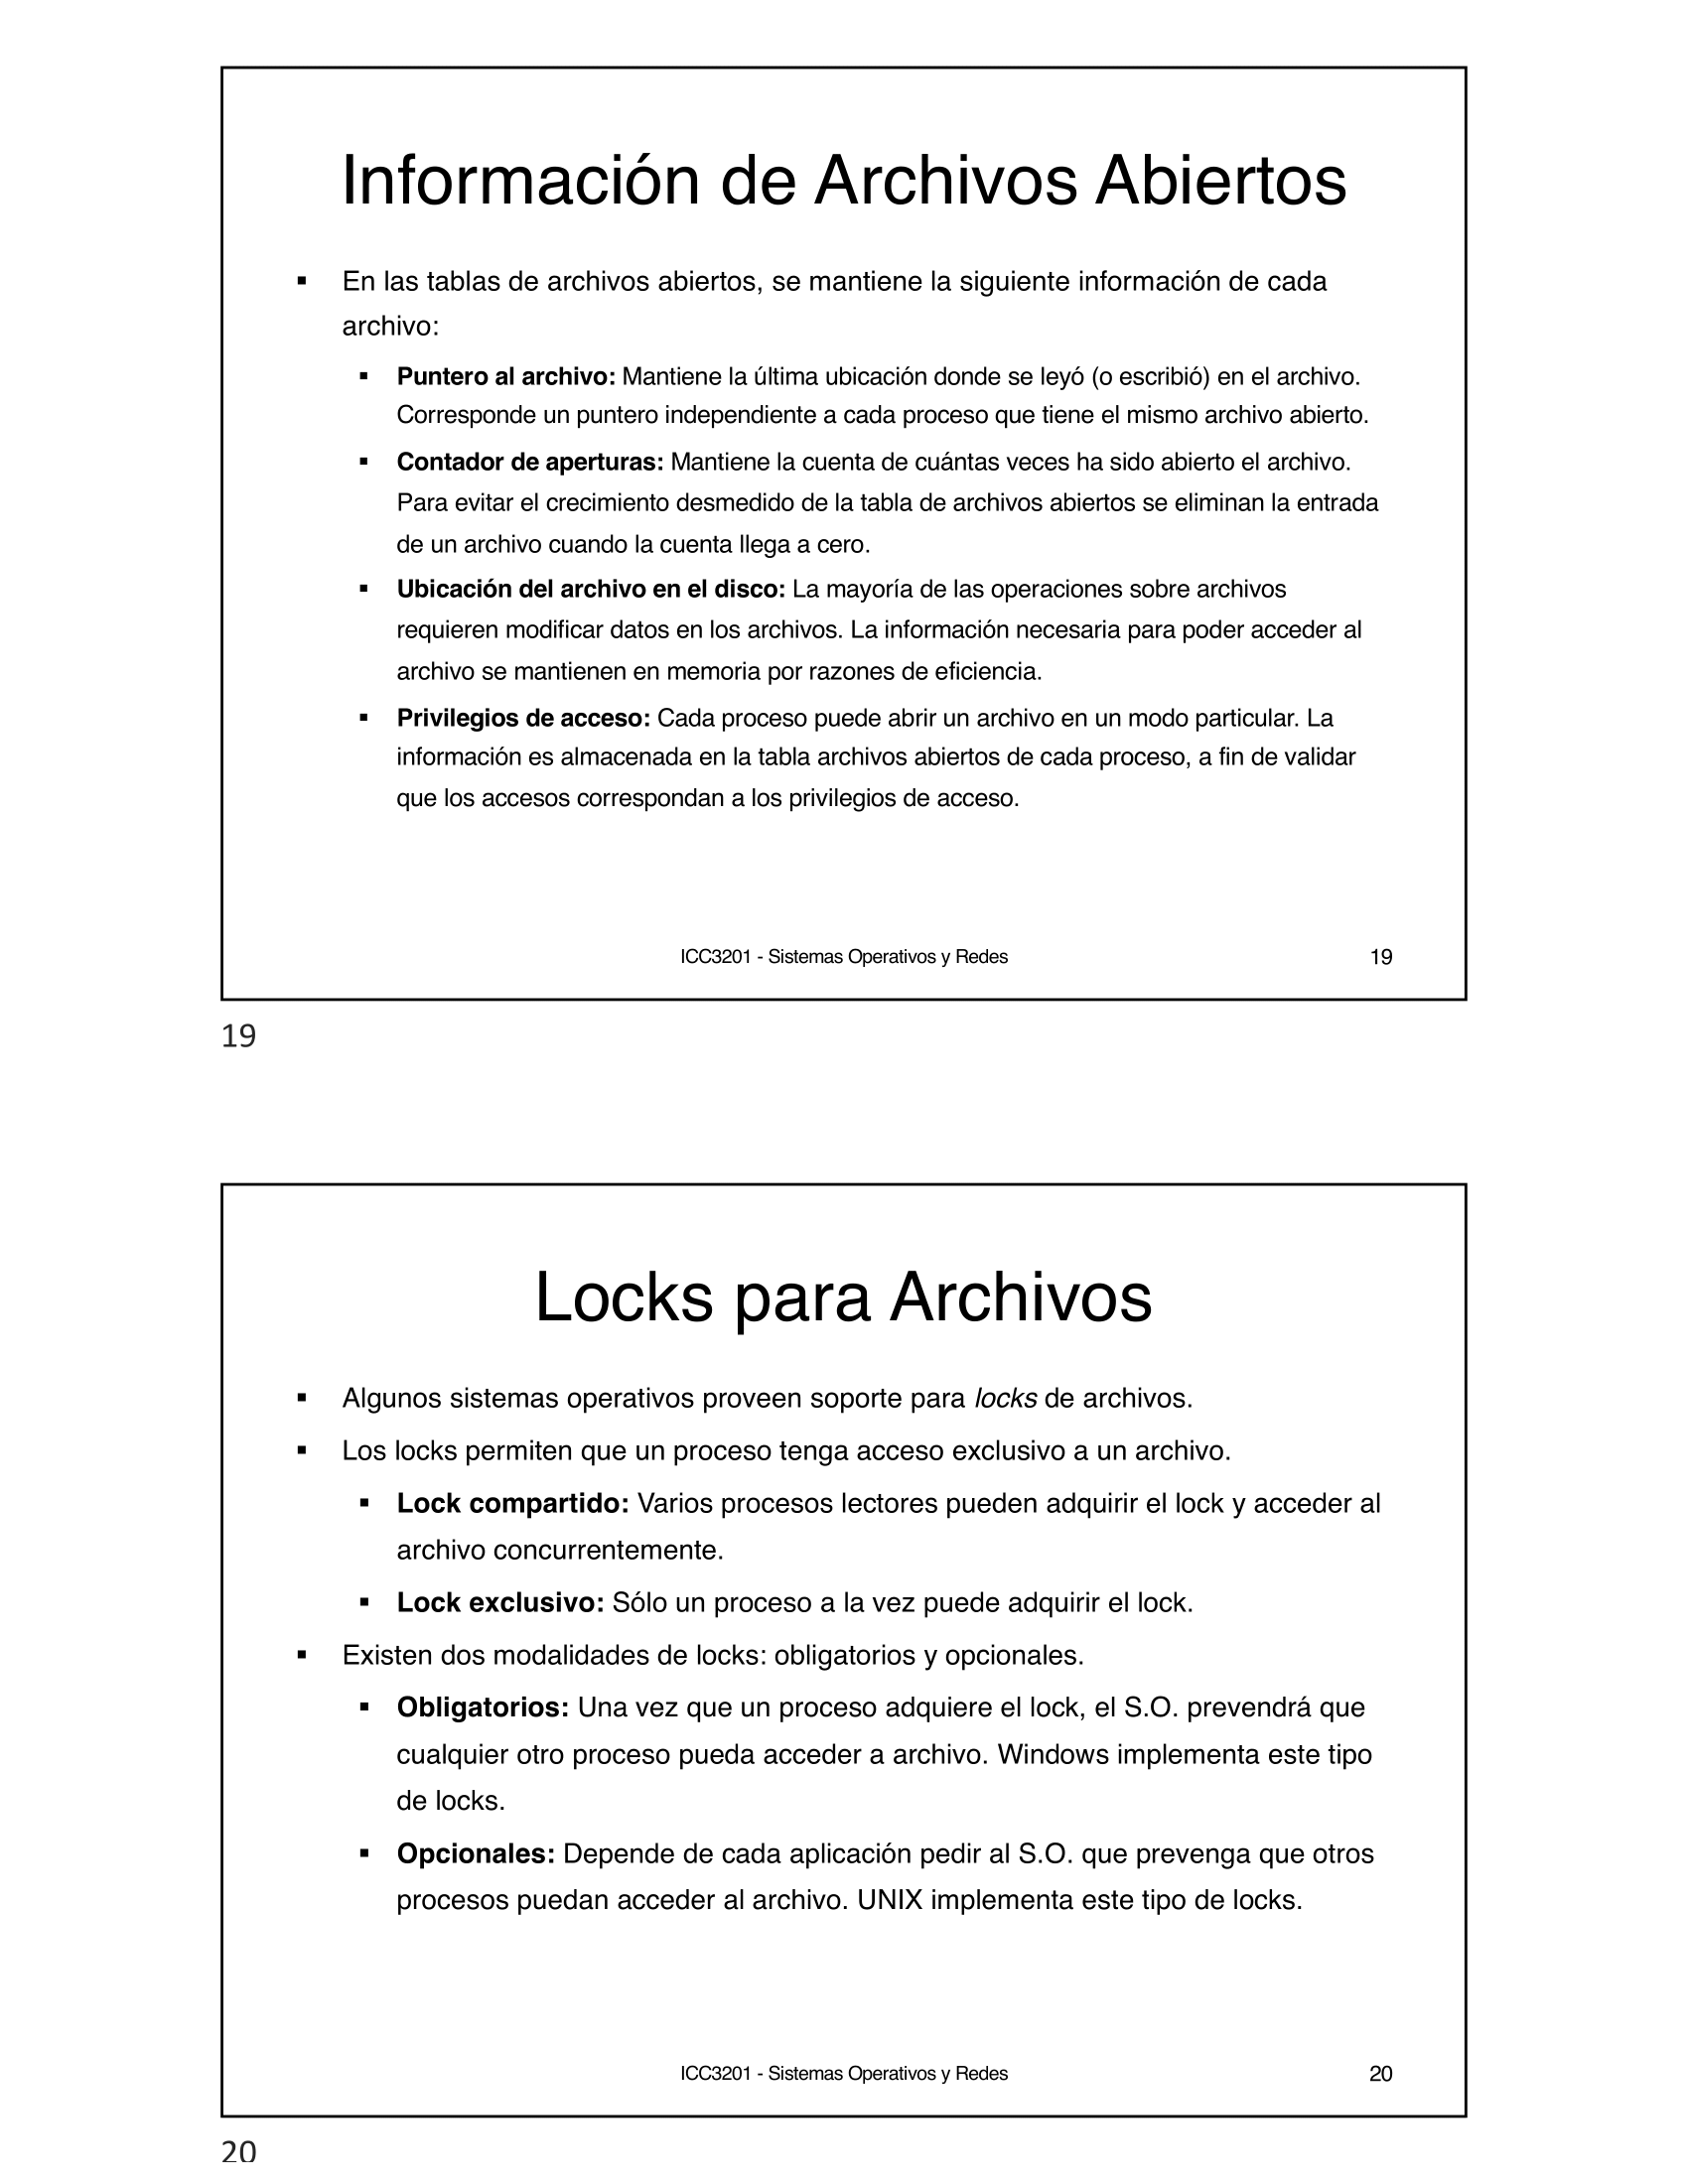 Información de Archivos Abiertos
▪ En las tablas de archivos abiertos, se mantiene la siguiente información de cada
archivo:
▪ Puntero al archivo: Mantiene la última ubicación donde se leyó (o escribió) en el archivo.
Corresponde un puntero independiente a cada proceso que tiene el mismo archivo abierto.
▪ Contador de aperturas: Mantiene la cuenta de cuántas veces ha sido abierto el archivo.
Para evitar el crecimiento desmedido de la tabla de archivos abiertos se eliminan la entrada
de un archivo cuando la cuenta llega a cero.
▪ Ubicación del archivo en el disco: La mayoría de las operaciones sobre archivos
requieren modificar datos en los archivos. La información necesaria para poder acceder al
archivo se mantienen en memoria por razones de eficiencia.
▪ Privilegios de acceso: Cada proceso puede abrir un archivo en un modo particular. La
información es almacenada en la tabla archivos abiertos de cada proceso, a fin de validar
que los accesos correspondan a los privilegios de acceso.
ICC3201 - Sistemas Operativos y Redes 19
19
Locks para Archivos
▪ Algunos sistemas operativos proveen soporte para locks de archivos.
▪ Los locks permiten que un proceso tenga acceso exclusivo a un archivo.
▪ Lock compartido: Varios procesos lectores pueden adquirir el lock y acceder al
archivo concurrentemente.
▪ Lock exclusivo: Sólo un proceso a la vez puede adquirir el lock.
▪ Existen dos modalidades de locks: obligatorios y opcionales.
▪ Obligatorios: Una vez que un proceso adquiere el lock, el S.O. prevendrá que
cualquier otro proceso pueda acceder a archivo. Windows implementa este tipo
de locks.
▪ Opcionales: Depende de cada aplicación pedir al S.O. que prevenga que otros
procesos puedan acceder al archivo. UNIX implementa este tipo de locks.
ICC3201 - Sistemas Operativos y Redes 20
20